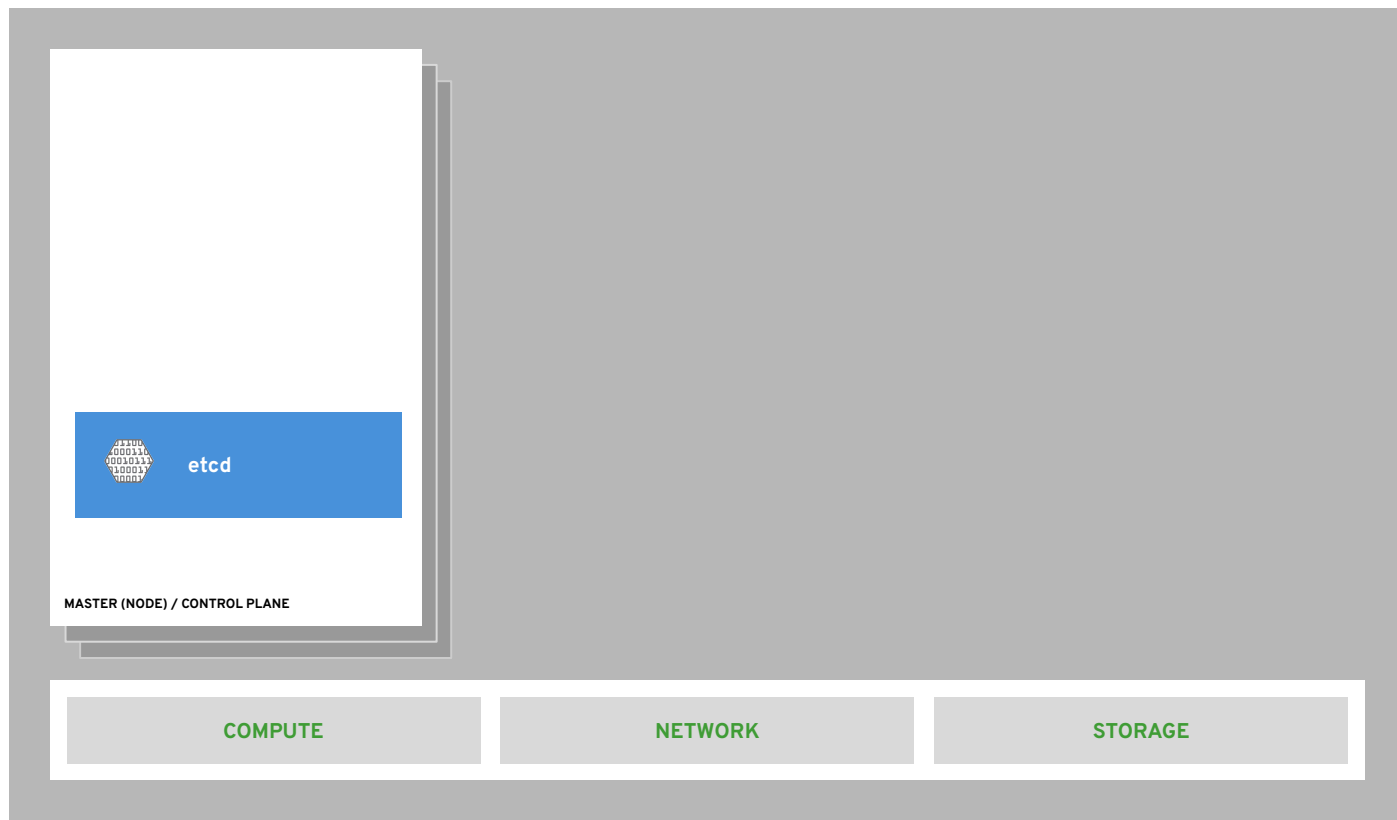 etcd
MASTER (NODE) / CONTROL PLANE
COMPUTE
NETWORK
STORAGE